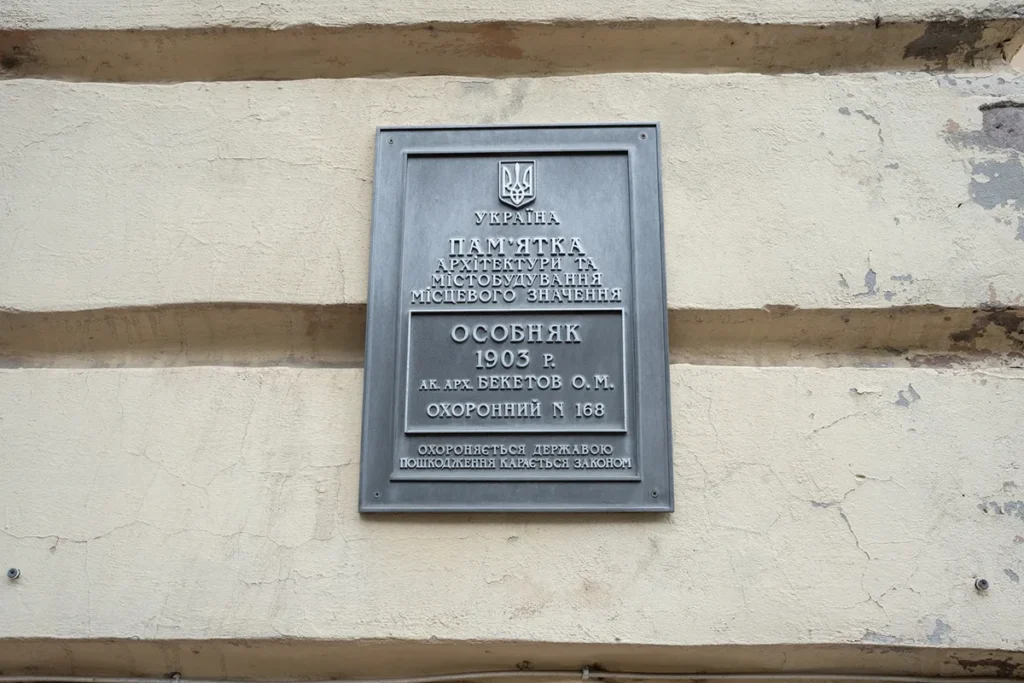 УКРАЇНА
ПАМ'ЯТКА
АРХІТЕКТУРИ ТА
МІСТОБУДУВАННЯ
МІСЦЕВОГО ЗНАЧЕННЯ
ОСОБНЯК
1903 Р.
АК. АРХ. БЕКЕТОВ О. М.
ОХОРОННИЙ N 168
ОХОРОНЯЄТЬСЯ ДЕРЖАВОЮ
ПОШКОДЖЕННЯ КАРАЄТЬСЯ ЗАКОНОМ